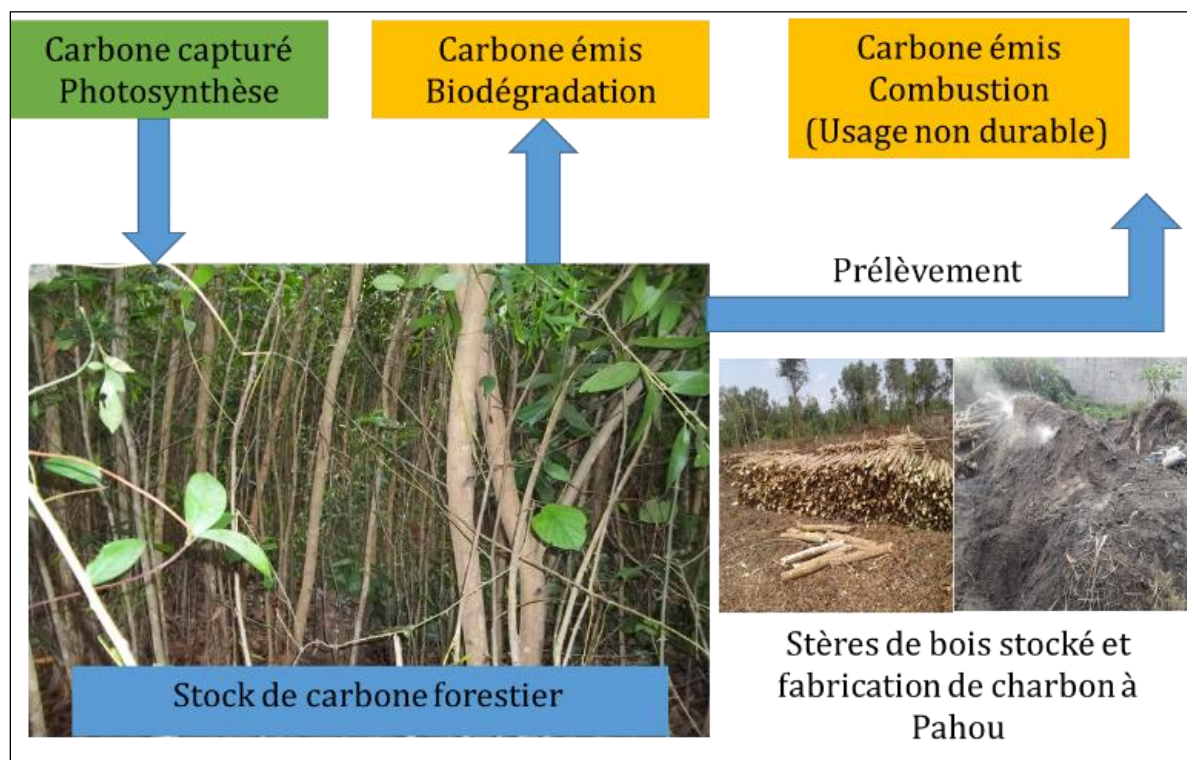 Carbone capturé
Photosynthèse
Carbone émis
Biodégradation
Carbone émis
Combustion
(Usage non durable)
Prélèvement
Stock de carbone forestier
Stères de bois stocké et
fabrication de charbon à
Pahou